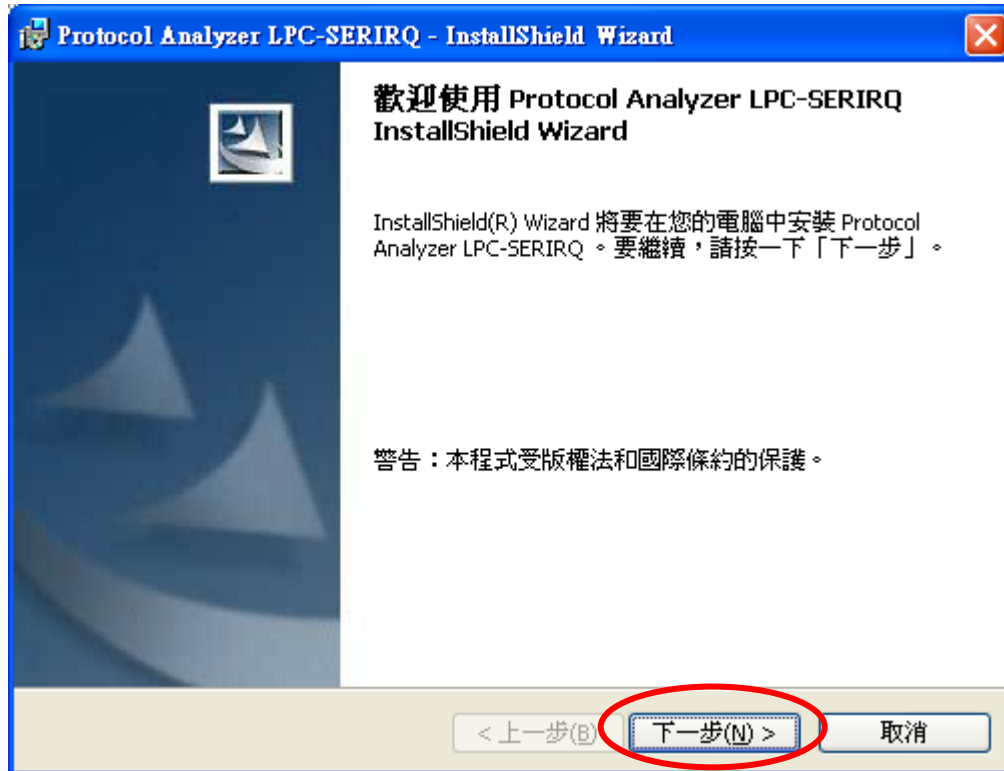 Protocol Analyzer LPC-SERIRQ - InstallShield Wizard
歡迎使用 Protocol Analyzer LPC-SERIRQ
InstallShield Wizard
InstallShield(R) Wizard 將要在您的電腦中安裝 Protocol
Analyzer LPC-SERIRQ 。要繼續，請按一下「下一步」。
警告：本程式受版權法和國際條約的保護。
< 上一步(B)
下一步(N) >
取消